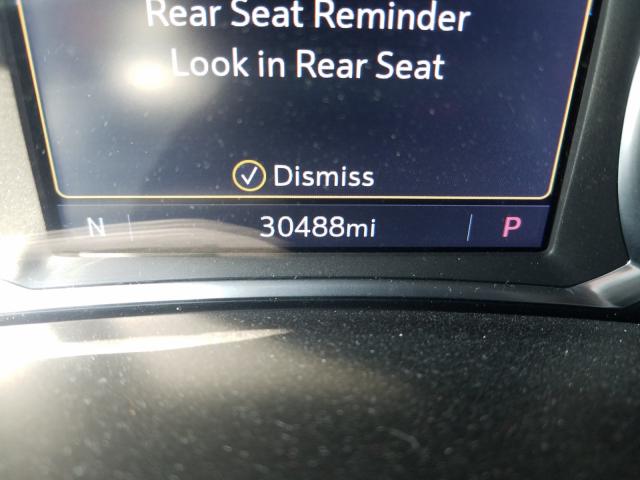 Rear Seat Reminder
Look in Rear Seat
Dismiss
N 30488mi P